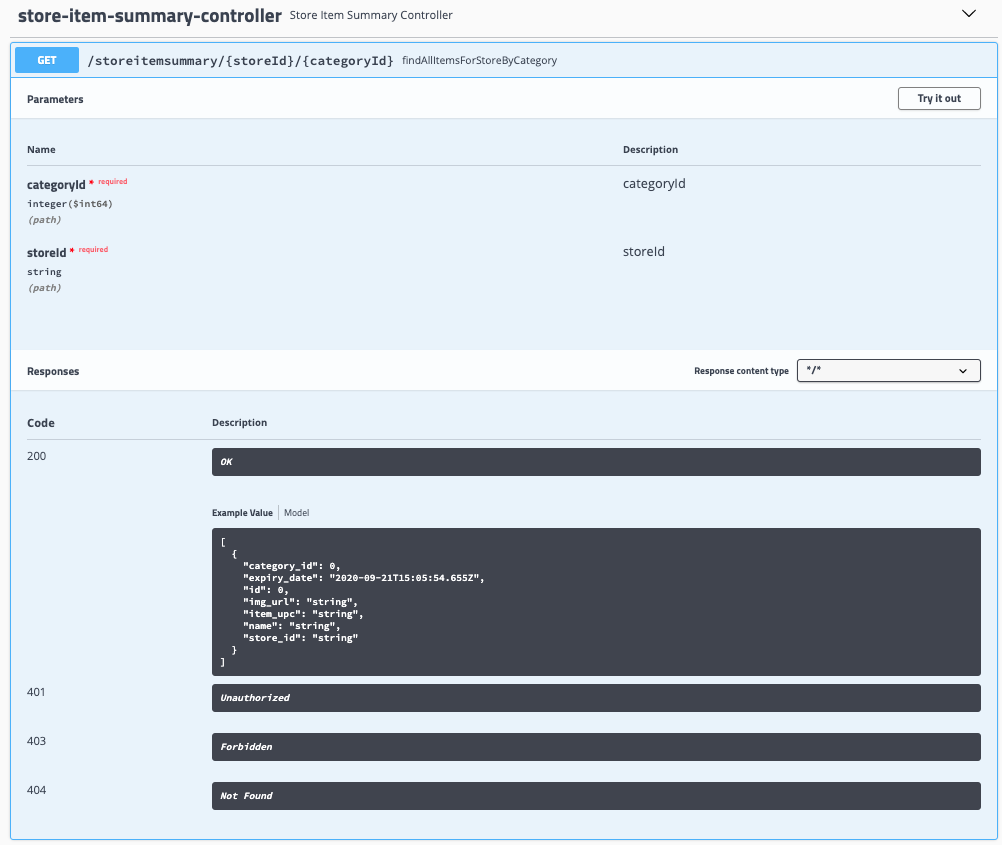 store-item-summary-controller Store Item Summary Controller
GET /storeitemsummary/{storeId}/{categoryId} findAllItemsForStoreByCategory
Parameters Try it out
Name Description
categoryId * required categoryId
integer($int64)
(path)
storeId * required storeId
string
(path)
Responses Response content type */*
Code Description
200 OK
Example Value Model
[
  {
    "category_id": 0,
    "expiry_date": "2020-09-21T15:05:54.655Z",
    "id": 0,
    "img_url": "string",
    "item_upc": "string",
    "name": "string",
    "store_id": "string"
  }
]
401 Unauthorized
403 Forbidden
404 Not Found